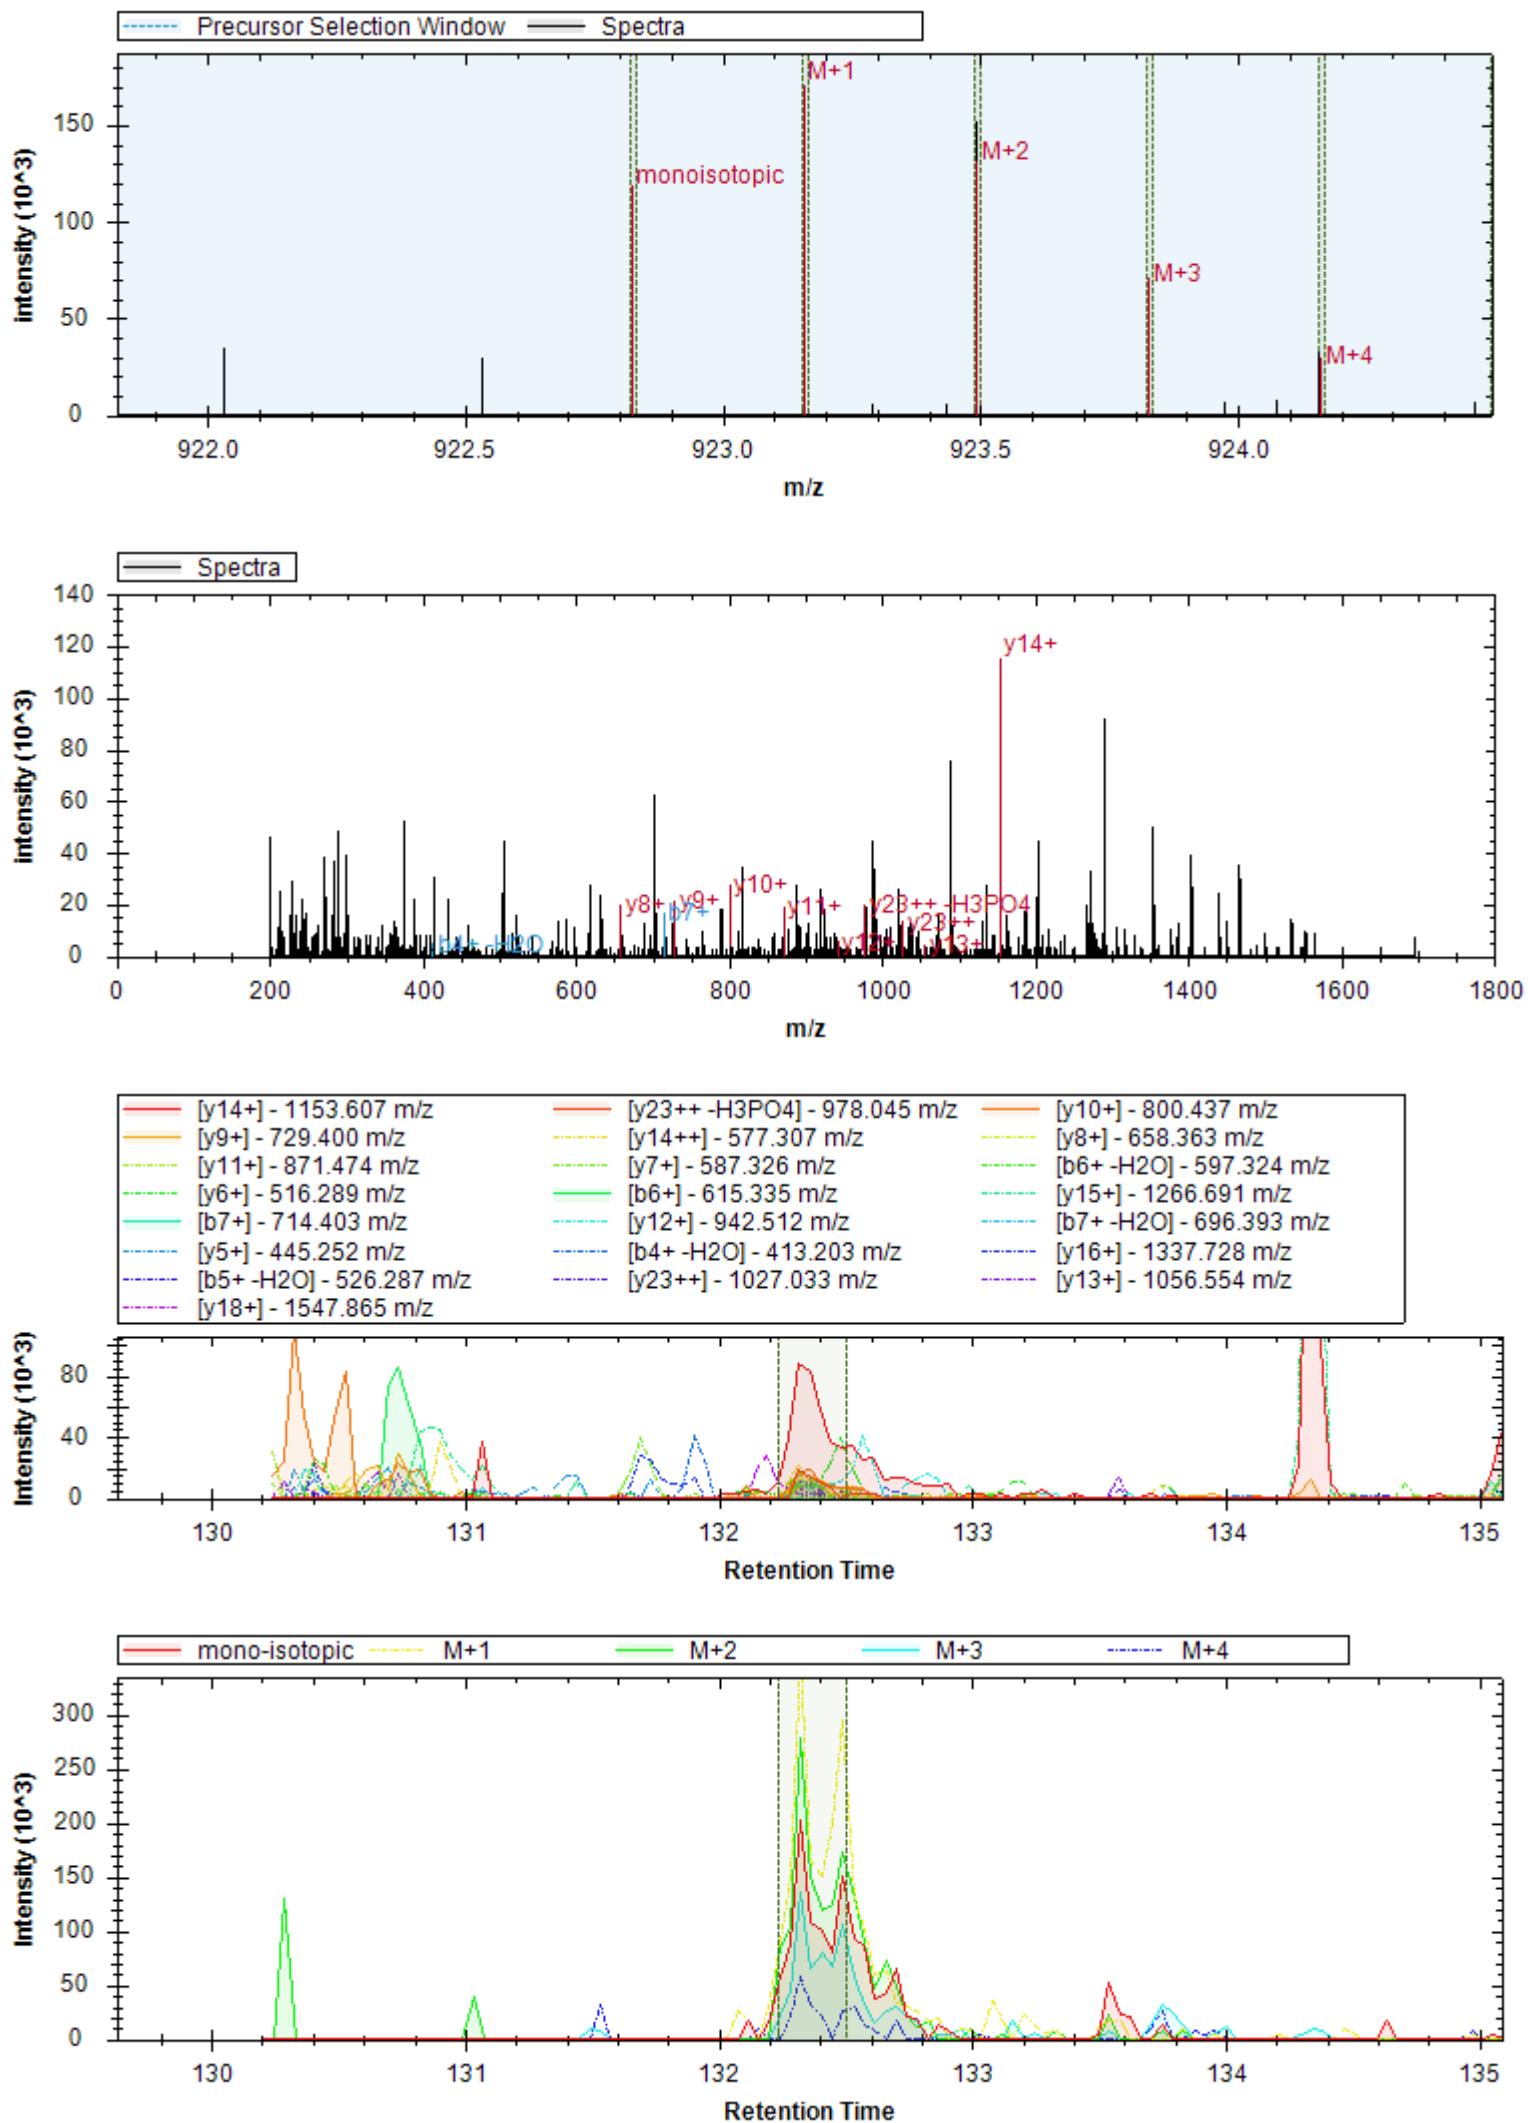 Precursor Selection Window Spectra
intensity (10^3)
150
100
50
0
monoisotopic
M+1
M+2
M+3
M+4
922.0 922.5 923.0 923.5 924.0
m/z
Spectra
intensity (10^3)
140
120
100
80
60
40
20
0
y14+
y8+
b7+
y9+
y10+
y11+
y23++ -H3PO4
y23++
y12+
y13+
b4+ -H2O
0 200 400 600 800 1000 1200 1400 1600 1800
m/z
[y14+] - 1153.607 m/z [y23++ -H3PO4] - 978.045 m/z [y10+] - 800.437 m/z
[y9+] - 729.400 m/z [y14++] - 577.307 m/z [y8+] - 658.363 m/z
[y11+] - 871.474 m/z [y7+] - 587.326 m/z [b6+ -H2O] - 597.324 m/z
[y6+] - 516.289 m/z [b6+] - 615.335 m/z [y15+] - 1266.691 m/z
[b7+] - 714.403 m/z [y12+] - 942.512 m/z [b7+ -H2O] - 696.393 m/z
[y5+] - 445.252 m/z [b4+ -H2O] - 413.203 m/z [y16+] - 1337.728 m/z
[b5+ -H2O] - 526.287 m/z [y23++] - 1027.033 m/z [y13+] - 1056.554 m/z
[y18+] - 1547.865 m/z
Intensity (10^3)
80
40
0
130 131 132 133 134 135
Retention Time
mono-isotopic M+1 M+2 M+3 M+4
Intensity (10^3)
300
250
200
150
100
50
0
130 131 132 133 134 135
Retention Time